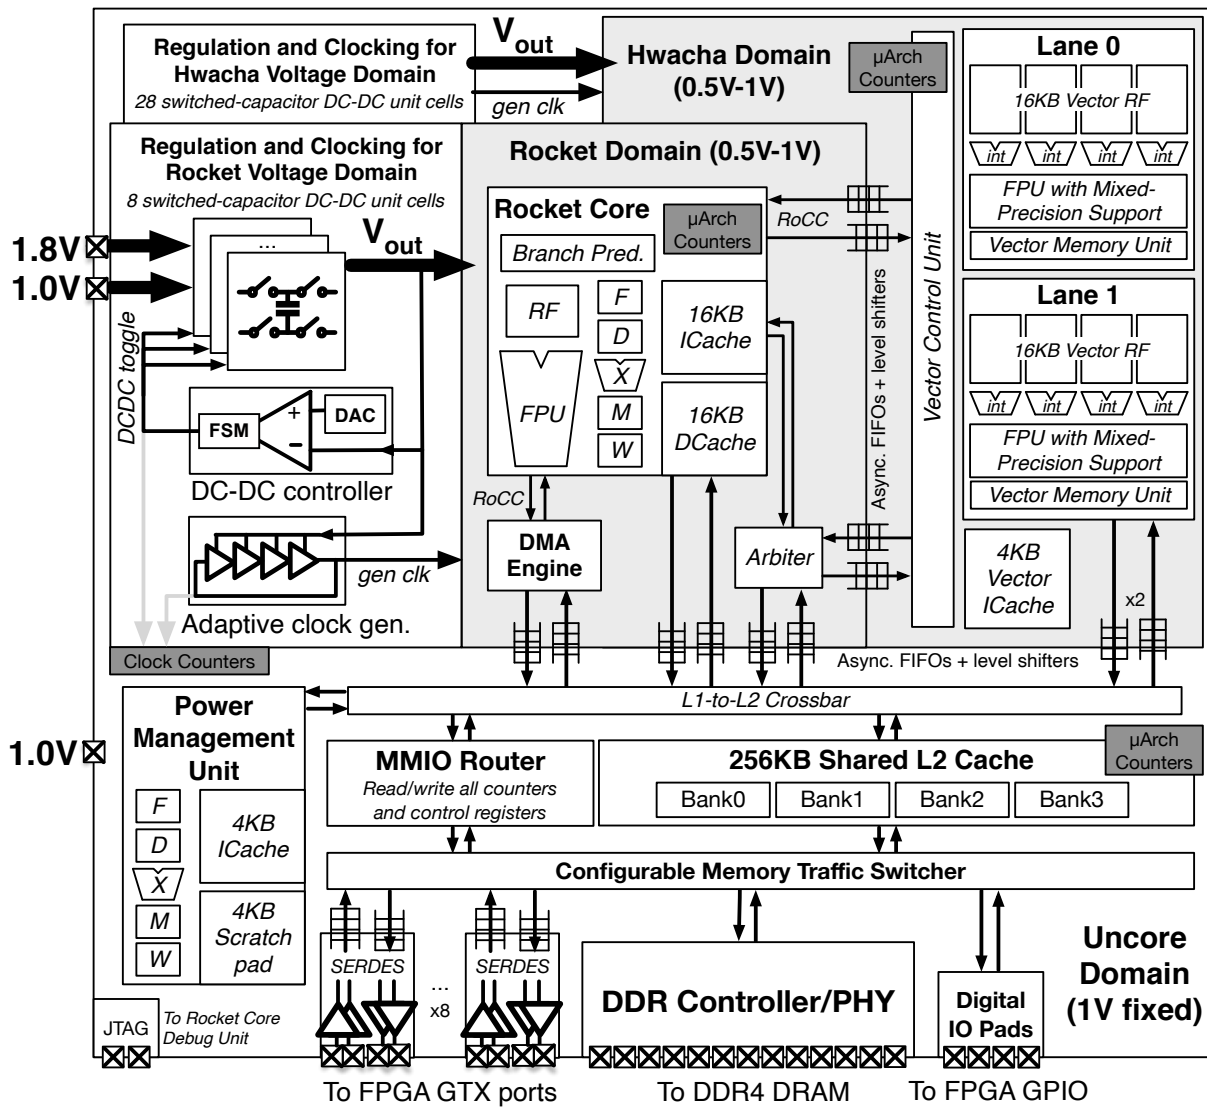 Regulation and Clocking for
Hwacha Voltage Domain
28 switched-capacitor DC-DC unit cells
Vout
gen clk
Hwacha Domain
(0.5V-1V)
µArch
Counters
Lane 0
16KB Vector RF
int
int
int
int
FPU with Mixed-
Precision Support
Vector Memory Unit
Lane 1
16KB Vector RF
int
int
int
int
FPU with Mixed-
Precision Support
Vector Memory Unit
4KB
Vector
ICache
x2
Vector Control Unit
Regulation and Clocking for
Rocket Voltage Domain
8 switched-capacitor DC-DC unit cells
1.8V
1.0V
...
Vout
DCDC toggle
FSM
+
−
DAC
DC-DC controller
gen clk
Adaptive clock gen.
Clock Counters
Rocket Domain (0.5V-1V)
Rocket Core
µArch
Counters
Branch Pred.
RF
FPU
F
D
X
M
W
16KB
ICache
16KB
DCache
RoCC
RoCC
DMA
Engine
Arbiter
Async. FIFOs + level shifters
Async. FIFOs + level shifters
L1-to-L2 Crossbar
1.0V
Power
Management
Unit
F
D
X
M
W
4KB
ICache
4KB
Scratch
pad
MMIO Router
Read/write all counters
and control registers
256KB Shared L2 Cache
µArch
Counters
Bank0
Bank1
Bank2
Bank3
Configurable Memory Traffic Switcher
SERDES
...
x8
SERDES
DDR Controller/PHY
Digital
IO Pads
Uncore
Domain
(1V fixed)
JTAG
To Rocket Core
Debug Unit
To FPGA GTX ports
To DDR4 DRAM
To FPGA GPIO